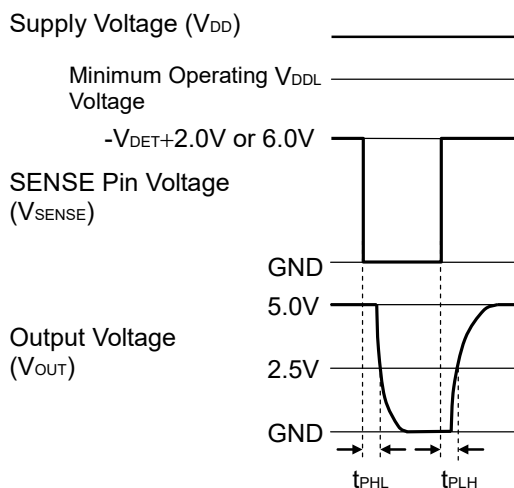 Supply Voltage (VDD)
Minimum Operating VDDL
Voltage
-VDET+2.0V or 6.0V
SENSE Pin Voltage
(VSENSE)
GND
5.0V
Output Voltage
(VOUT)
2.5V
GND
tPHL tPLH